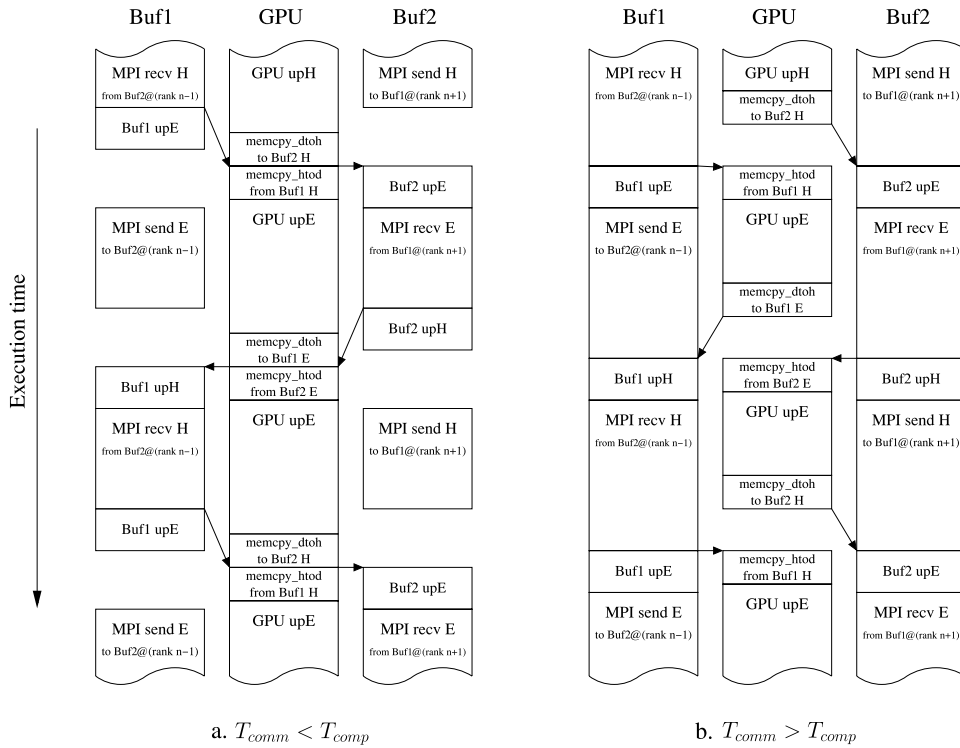 Buf1
GPU
Buf2
MPI recv H
from Buf2@(rank n−1)
Buf1 upE
MPI send E
to Buf2@(rank n−1)
Buf1 upH
MPI recv H
from Buf2@(rank n−1)
Buf1 upE
MPI send E
to Buf2@(rank n−1)
GPU upH
memcpy_dtoh
to Buf2 H
memcpy_htod
from Buf1 H
GPU upE
memcpy_dtoh
to Buf1 E
memcpy_htod
from Buf2 E
GPU upE
memcpy_dtoh
to Buf2 H
memcpy_htod
from Buf1 H
GPU upE
MPI send H
to Buf1@(rank n+1)
Buf2 upE
MPI recv E
from Buf1@(rank n+1)
Buf2 upH
MPI send H
to Buf1@(rank n+1)
Buf2 upE
MPI recv E
from Buf1@(rank n+1)
Execution time
a. T_comm < T_comp
Buf1
GPU
Buf2
MPI recv H
from Buf2@(rank n−1)
Buf1 upE
MPI send E
to Buf2@(rank n−1)
Buf1 upH
MPI recv H
from Buf2@(rank n−1)
Buf1 upE
MPI send E
to Buf2@(rank n−1)
GPU upH
memcpy_dtoh
to Buf2 H
memcpy_htod
from Buf1 H
GPU upE
memcpy_dtoh
to Buf1 E
memcpy_htod
from Buf2 E
GPU upE
memcpy_dtoh
to Buf2 H
memcpy_htod
from Buf1 H
GPU upE
MPI send H
to Buf1@(rank n+1)
Buf2 upE
MPI recv E
from Buf1@(rank n+1)
Buf2 upH
MPI send H
to Buf1@(rank n+1)
Buf2 upE
MPI recv E
from Buf1@(rank n+1)
b. T_comm > T_comp